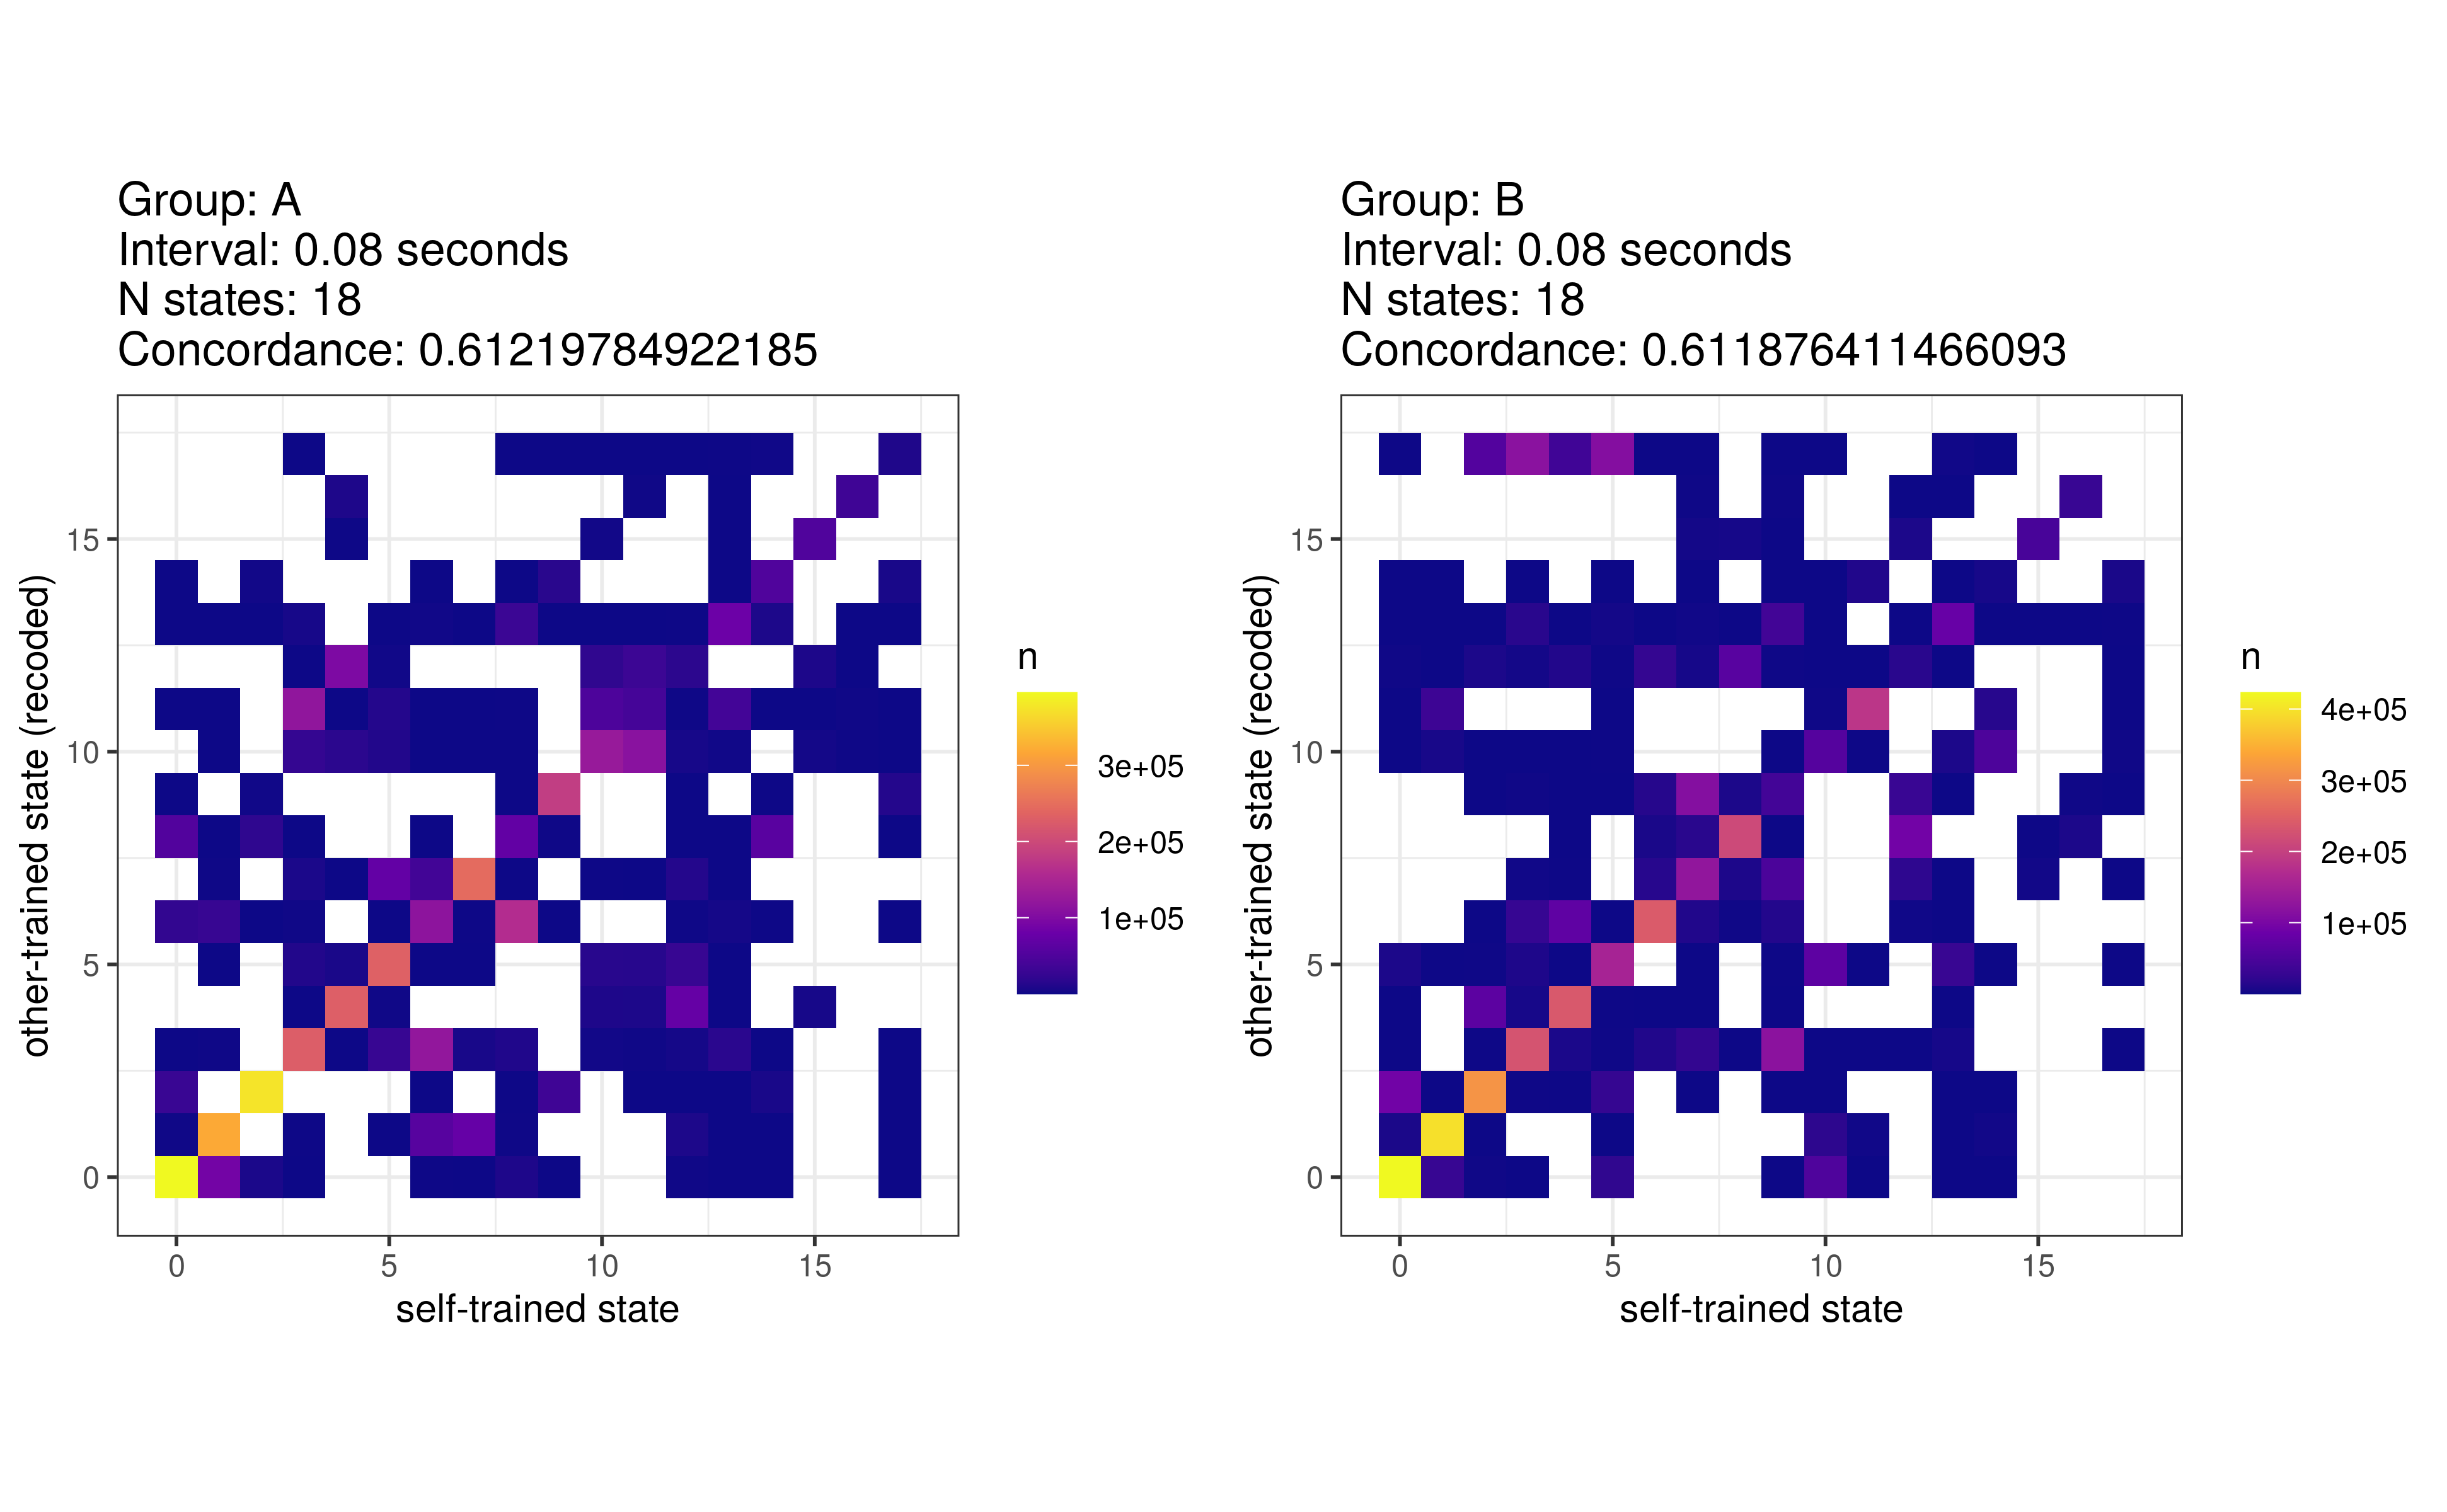 Group: A
Interval: 0.08 seconds
N states: 18
Concordance: 0.61219784922185
other-trained state (recoded)
15
10
5
0
0 5 10 15
self-trained state
n
3e+05
2e+05
1e+05
Group: B
Interval: 0.08 seconds
N states: 18
Concordance: 0.611876411466093
other-trained state (recoded)
15
10
5
0
0 5 10 15
self-trained state
n
4e+05
3e+05
2e+05
1e+05